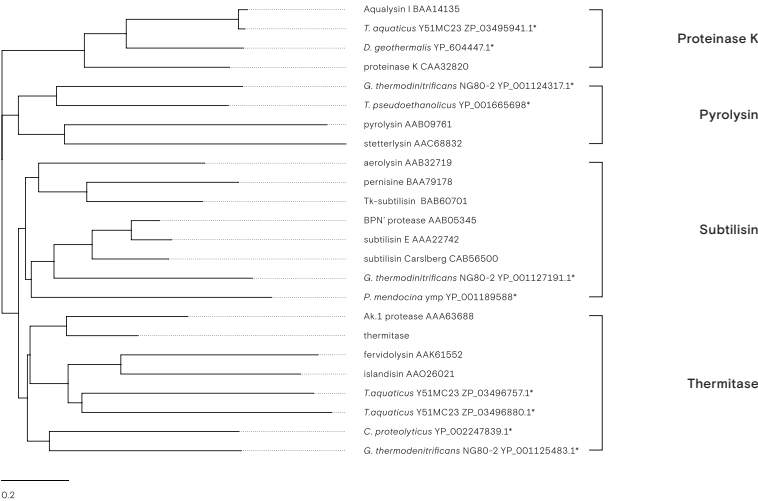 Aqualysin I BAA14135
T. aquaticus Y51MC23 ZP_03495941.1*
D. geothermalis YP_604447.1*
Proteinase K
proteinase K CAA32820
G. thermodinitrificans NG80-2 YP_001124317.1*
T. pseudoethanolicus YP_001665698*
Pyrolysin
pyrolysin AAB09761
stetterlysin AAC68832
aerolysin AAB32719
pernisine BAA79178
Tk-subtilisin BAB60701
BPN' protease AAB05345
Subtilisin
subtilisin E AAA22742
subtilisin Carslberg CAB56500
G. thermodinitrificans NG80-2 YP_001127191.1*
P. mendocina ymp YP_001189588*
Ak.1 protease AAA63688
thermitase
fervidolysin AAK61552
islandisin AAO26021
Thermitase
T.aquaticus Y51MC23 ZP_03496757.1*
T.aquaticus Y51MC23 ZP_03496880.1*
C. proteolyticus YP_002247839.1*
G. thermodenitrificans NG80-2 YP_001125483.1*
0.2